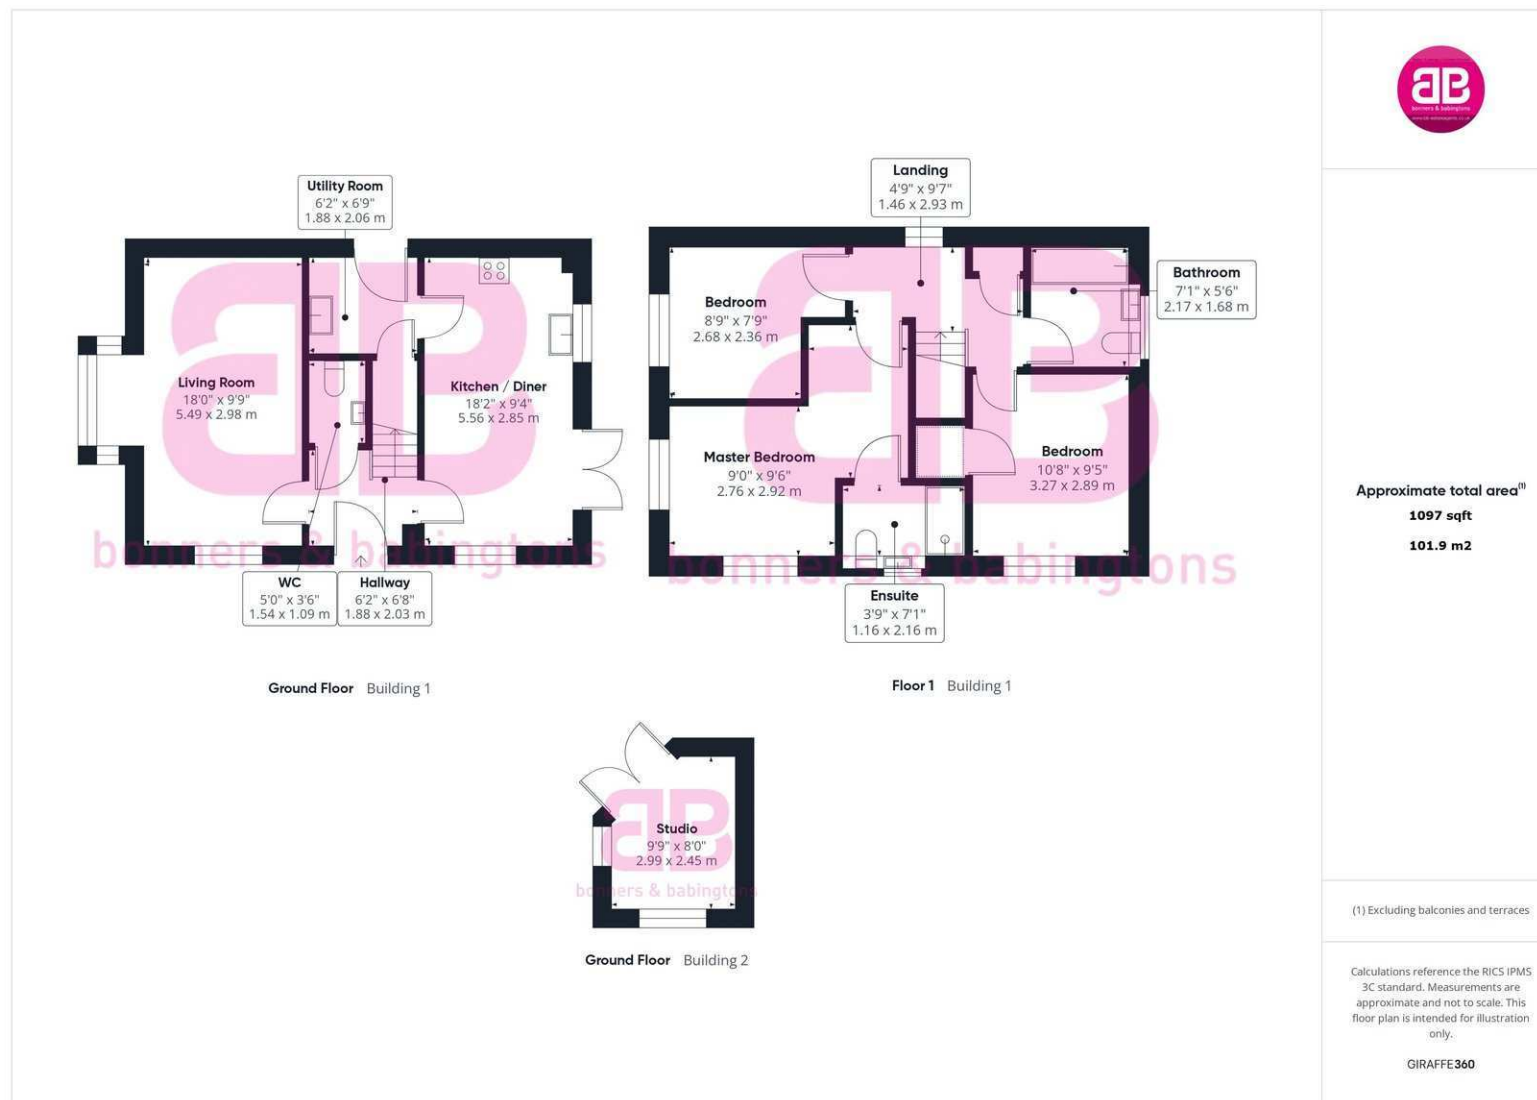 BB
bonners & babingtons
Landing
4'9" x 9'7"
1.46 x 2.93 m
Utility Room
6'2" x 6'9"
1.88 x 2.06 m
Bathroom
7'1" x 5'6"
2.17 x 1.68 m
Bedroom
8'9" x 7'9"
2.68 x 2.36 m
Living Room
18'0" x 9'9"
5.49 x 2.98 m
Kitchen / Diner
18'2" x 9'4"
5.56 x 2.85 m
Master Bedroom
9'0" x 9'6"
2.76 x 2.92 m
Bedroom
10'8" x 9'5"
3.27 x 2.89 m
bonners & babingtons
bonners & babingtons
WC
5'0" x 3'6"
1.54 x 1.09 m
Hallway
6'2" x 6'8"
1.88 x 2.03 m
Ensuite
3'9" x 7'1"
1.16 x 2.16 m
Ground Floor Building 1
Floor 1 Building 1
Studio
9'9" x 8'0"
2.99 x 2.45 m
bonners & babingtons
Ground Floor Building 2
Approximate total area(1)
1097 sqft
101.9 m2
(1) Excluding balconies and terraces
Calculations reference the RICS IPMS
3C standard. Measurements are
approximate and not to scale. This
floor plan is intended for illustration
only.
GIRAFFE360